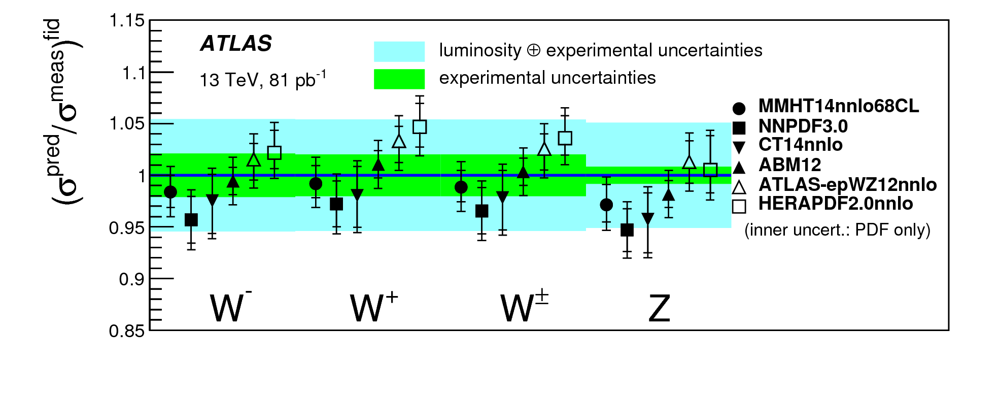 (σ^pred/σ^meas)^fid
1.15
1.1
1.05
1
0.95
0.9
0.85
ATLAS
13 TeV, 81 pb⁻¹
luminosity ⊕ experimental uncertainties
experimental uncertainties
MMHT14nnlo68CL
NNPDF3.0
CT14nnlo
ABM12
ATLAS-epWZ12nnlo
HERAPDF2.0nnlo
(inner uncert.: PDF only)
W⁻
W⁺
W^±
Z